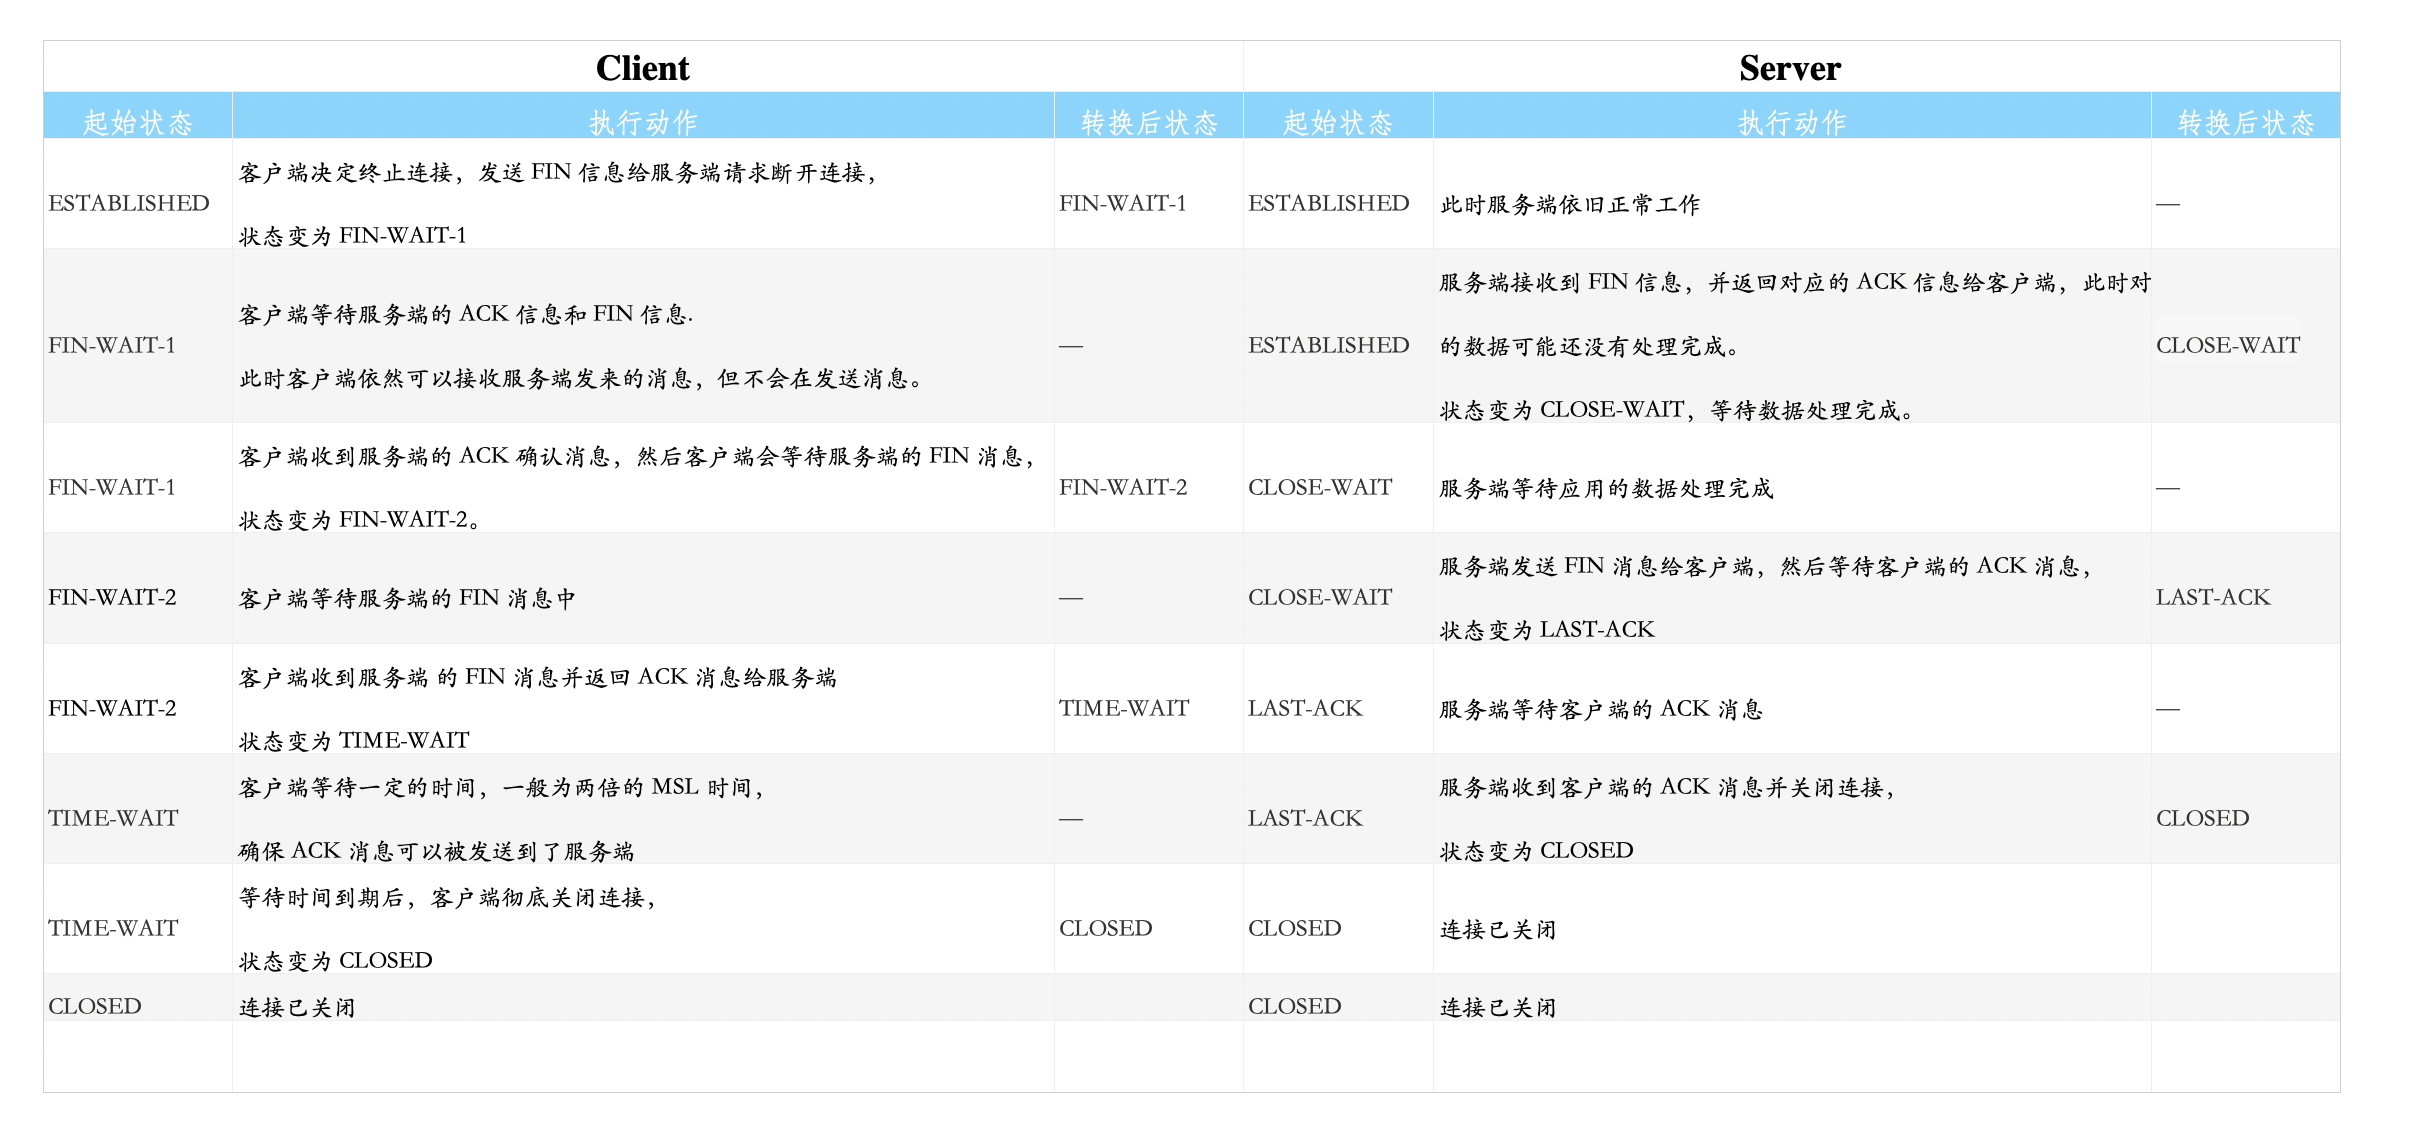 Client Server
起始状态 执行动作 转换后状态 起始状态 执行动作 转换后状态
客户端决定终止连接，发送 FIN 信息给服务端请求断开连接，
ESTABLISHED FIN-WAIT-1 ESTABLISHED 此时服务端依旧正常工作 —
状态变为 FIN-WAIT-1
服务端接收到 FIN 信息，并返回对应的 ACK 信息给客户端，此时对
客户端等待服务端的 ACK 信息和 FIN 信息.
FIN-WAIT-1 — ESTABLISHED 的数据可能还没有处理完成。 CLOSE-WAIT
此时客户端依然可以接收服务端发来的消息，但不会在发送消息。
状态变为 CLOSE-WAIT，等待数据处理完成。
客户端收到服务端的 ACK 确认消息，然后客户端会等待服务端的 FIN 消息，
FIN-WAIT-1 FIN-WAIT-2 CLOSE-WAIT 服务端等待应用的数据处理完成 —
状态变为 FIN-WAIT-2。
服务端发送 FIN 消息给客户端，然后等待客户端的 ACK 消息，
FIN-WAIT-2 客户端等待服务端的 FIN 消息中 — CLOSE-WAIT LAST-ACK
状态变为 LAST-ACK
客户端收到服务端 的 FIN 消息并返回 ACK 消息给服务端
FIN-WAIT-2 TIME-WAIT LAST-ACK 服务端等待客户端的 ACK 消息 —
状态变为 TIME-WAIT
客户端等待一定的时间，一般为两倍的 MSL 时间， 服务端收到客户端的 ACK 消息并关闭连接，
TIME-WAIT — LAST-ACK CLOSED
确保 ACK 消息可以被发送到了服务端 状态变为 CLOSED
等待时间到期后，客户端彻底关闭连接，
TIME-WAIT CLOSED CLOSED 连接已关闭
状态变为 CLOSED
CLOSED 连接已关闭 CLOSED 连接已关闭